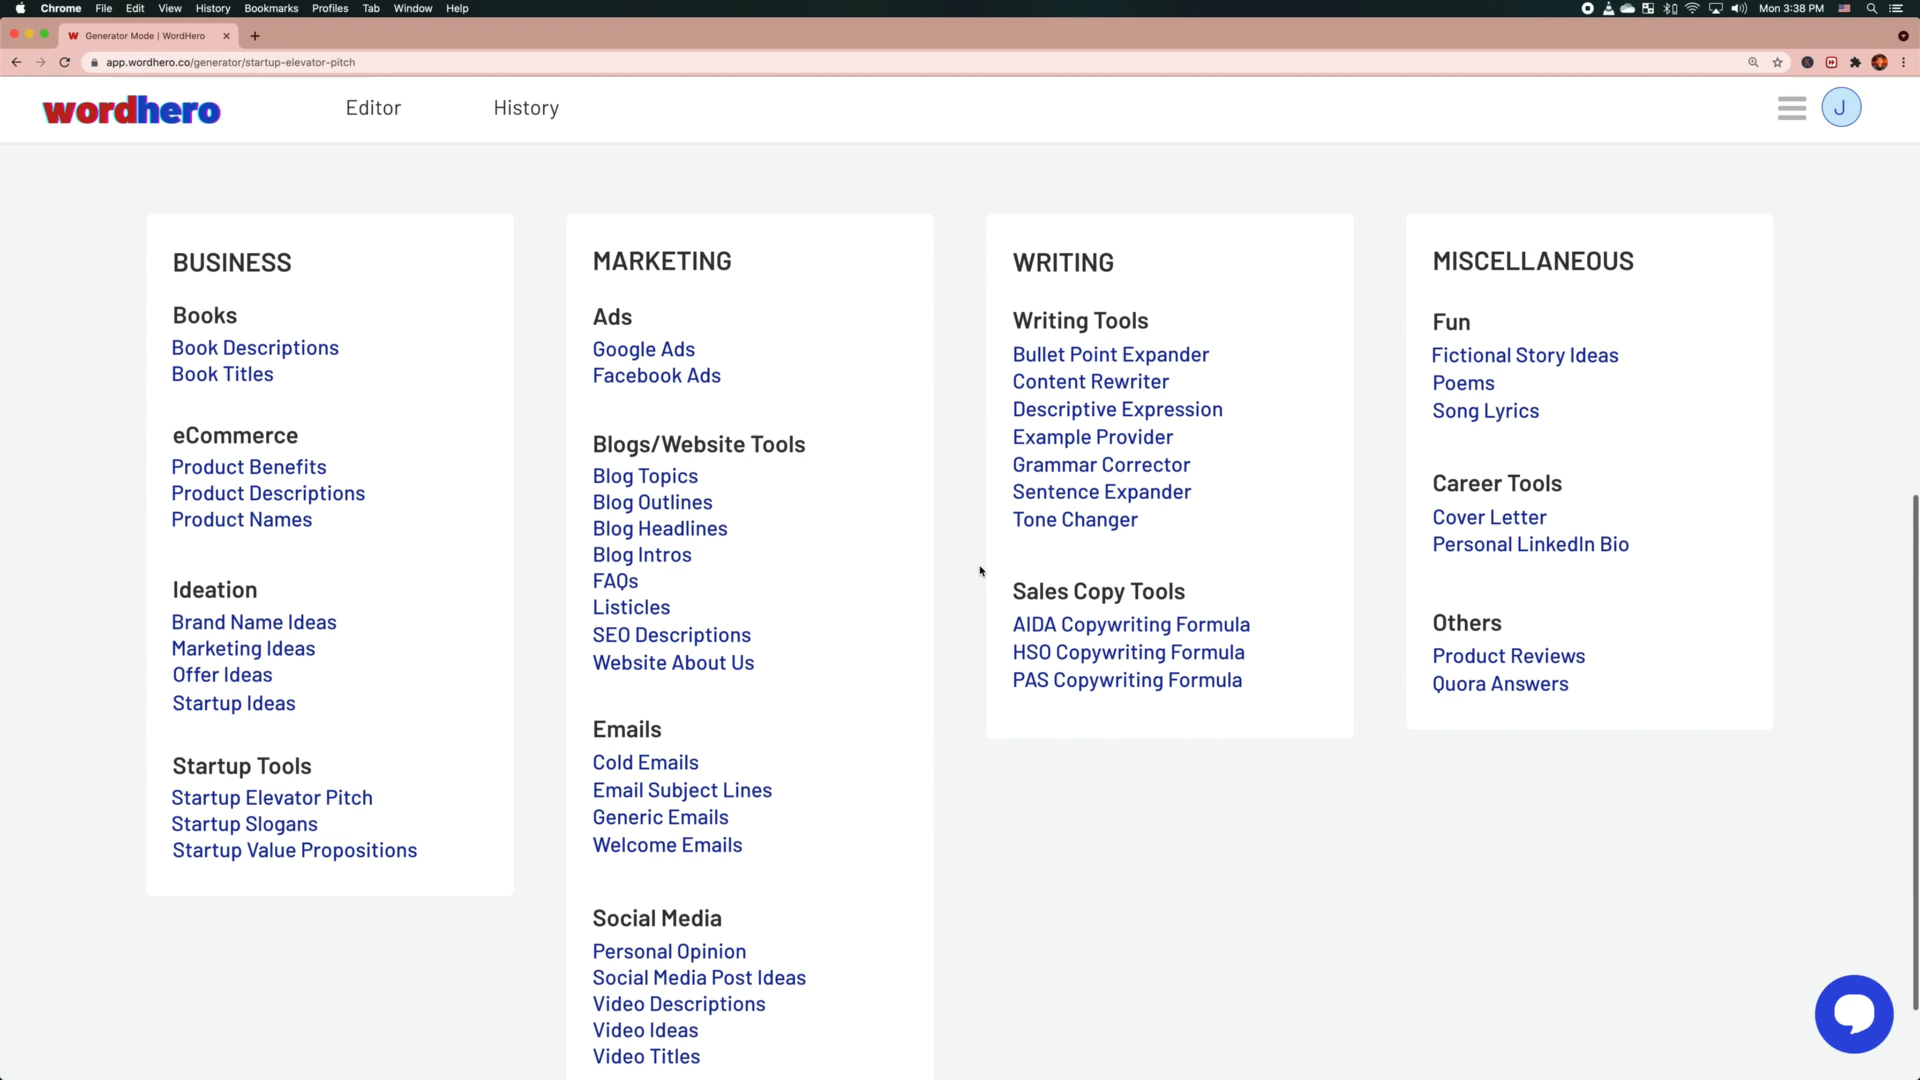 Chrome File Edit View History Bookmarks Profiles Tab Window Help Mon 3:38 PM
Generator Mode | WordHero
app.wordhero.co/generator/startup-elevator-pitch
wordhero Editor History J
BUSINESS
Books
Book Descriptions
Book Titles
eCommerce
Product Benefits
Product Descriptions
Product Names
Ideation
Brand Name Ideas
Marketing Ideas
Offer Ideas
Startup Ideas
Startup Tools
Startup Elevator Pitch
Startup Slogans
Startup Value Propositions
MARKETING
Ads
Google Ads
Facebook Ads
Blogs/Website Tools
Blog Topics
Blog Outlines
Blog Headlines
Blog Intros
FAQs
Listicles
SEO Descriptions
Website About Us
Emails
Cold Emails
Email Subject Lines
Generic Emails
Welcome Emails
Social Media
Personal Opinion
Social Media Post Ideas
Video Descriptions
Video Ideas
Video Titles
WRITING
Writing Tools
Bullet Point Expander
Content Rewriter
Descriptive Expression
Example Provider
Grammar Corrector
Sentence Expander
Tone Changer
Sales Copy Tools
AIDA Copywriting Formula
HSO Copywriting Formula
PAS Copywriting Formula
MISCELLANEOUS
Fun
Fictional Story Ideas
Poems
Song Lyrics
Career Tools
Cover Letter
Personal LinkedIn Bio
Others
Product Reviews
Quora Answers